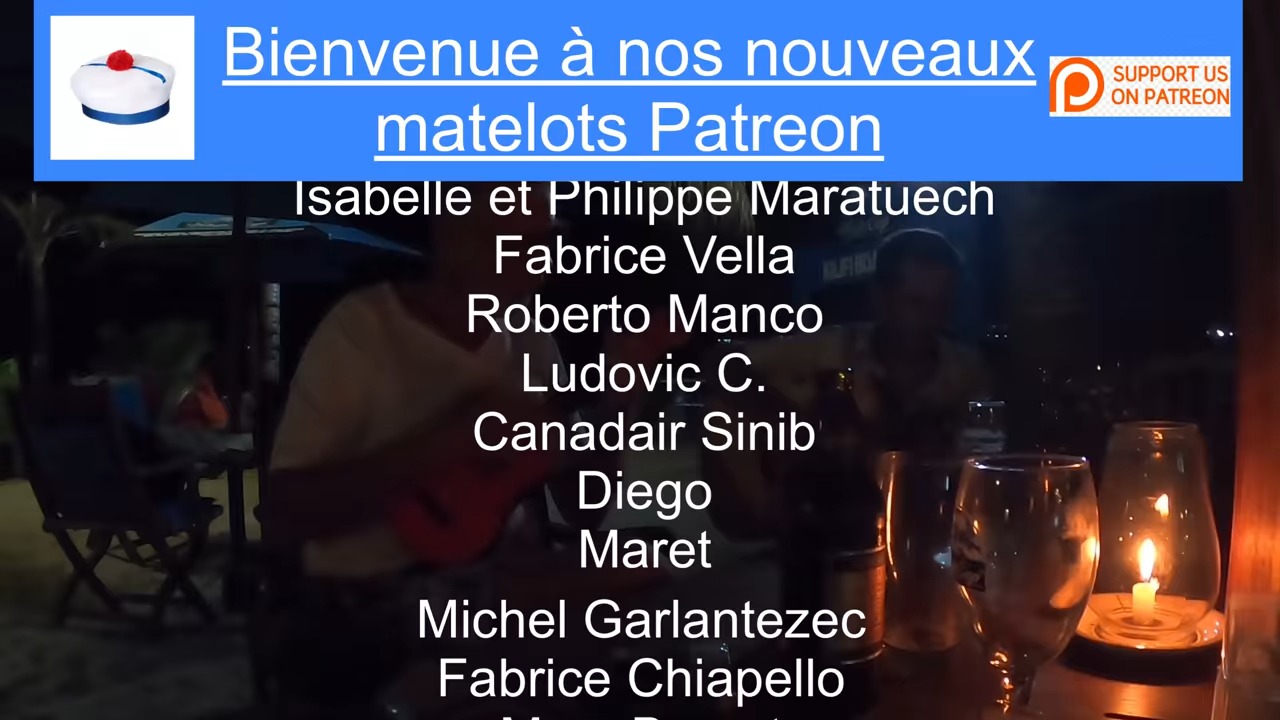 Bienvenue à nos nouveaux
matelots Patreon
SUPPORT US
ON PATREON
Isabelle et Philippe Maratuech
Fabrice Vella
Roberto Manco
Ludovic C.
Canadair Sinib
Diego
Maret
Michel Garlantezec
Fabrice Chiapello